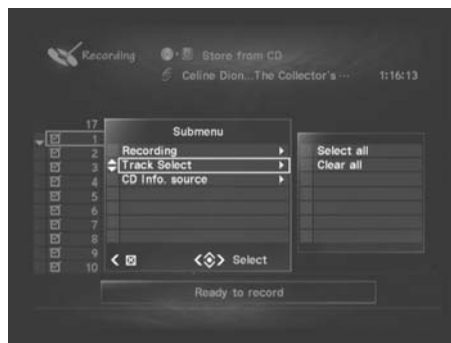 Recording
Store from CD
Celine Dion...The Collector's ··· 1:16:13
17
1
2
3
4
5
6
7
8
9
10
Submenu
Recording
Track Select
CD Info. source
Select
Select all
Clear all
Ready to record